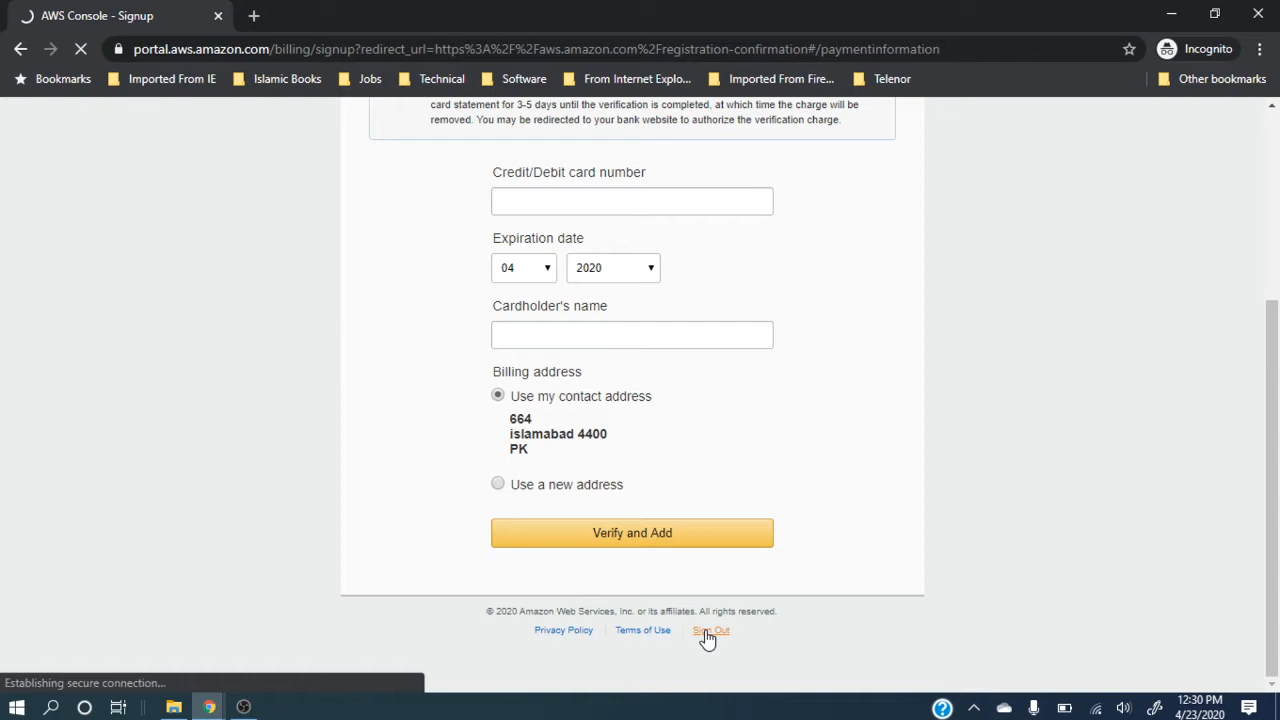 AWS Console - Signup
portal.aws.amazon.com/billing/signup?redirect_url=https%3A%2F%2Faws.amazon.com%2Fregistration-confirmation#/paymentinformation
Incognito
Bookmarks Imported From IE Islamic Books Jobs Technical Software From Internet Explo... Imported From Fire... Telenor Other bookmarks
card statement for 3-5 days until the verification is completed, at which time the charge will be
removed. You may be redirected to your bank website to authorize the verification charge.
Credit/Debit card number
Expiration date
04 2020
Cardholder's name
Billing address
Use my contact address
664
islamabad 4400
PK
Use a new address
Verify and Add
© 2020 Amazon Web Services, Inc. or its affiliates. All rights reserved.
Privacy Policy Terms of Use Sign Out
Establishing secure connection...
12:30 PM
4/23/2020